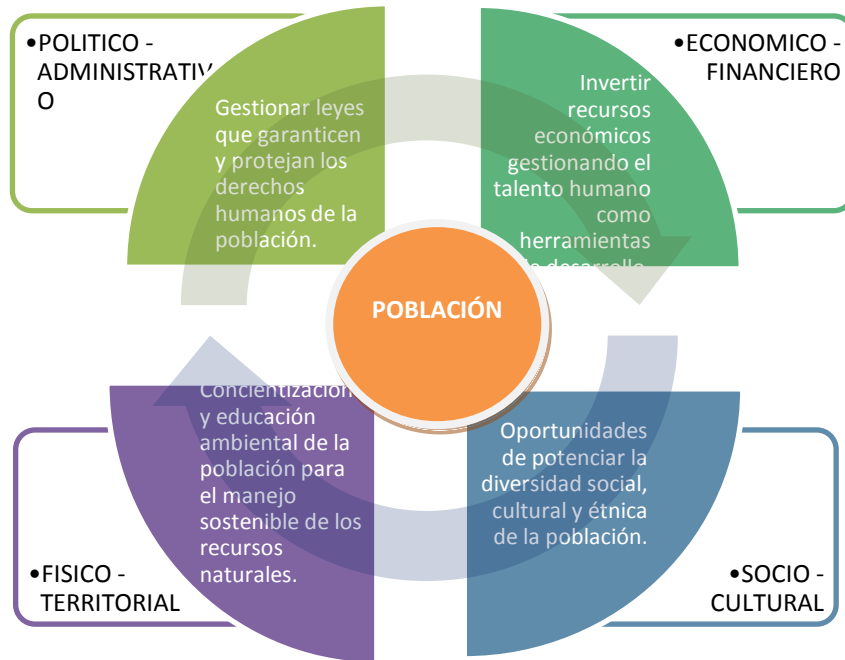 •POLITICO -
ADMINISTRATIV
O
Gestionar leyes
que garanticen
y protejan los
derechos
humanos de la
población.
•ECONOMICO -
FINANCIERO
Invertir
recursos
económicos
gestionando el
talento humano
como
herramientas
de desarrollo
POBLACIÓN
Concientización
y educación
ambiental de la
población para
el manejo
sostenible de los
recursos
naturales.
•FISICO -
TERRITORIAL
Oportunidades
de potenciar la
diversidad social,
cultural y étnica
de la población.
•SOCIO -
CULTURAL